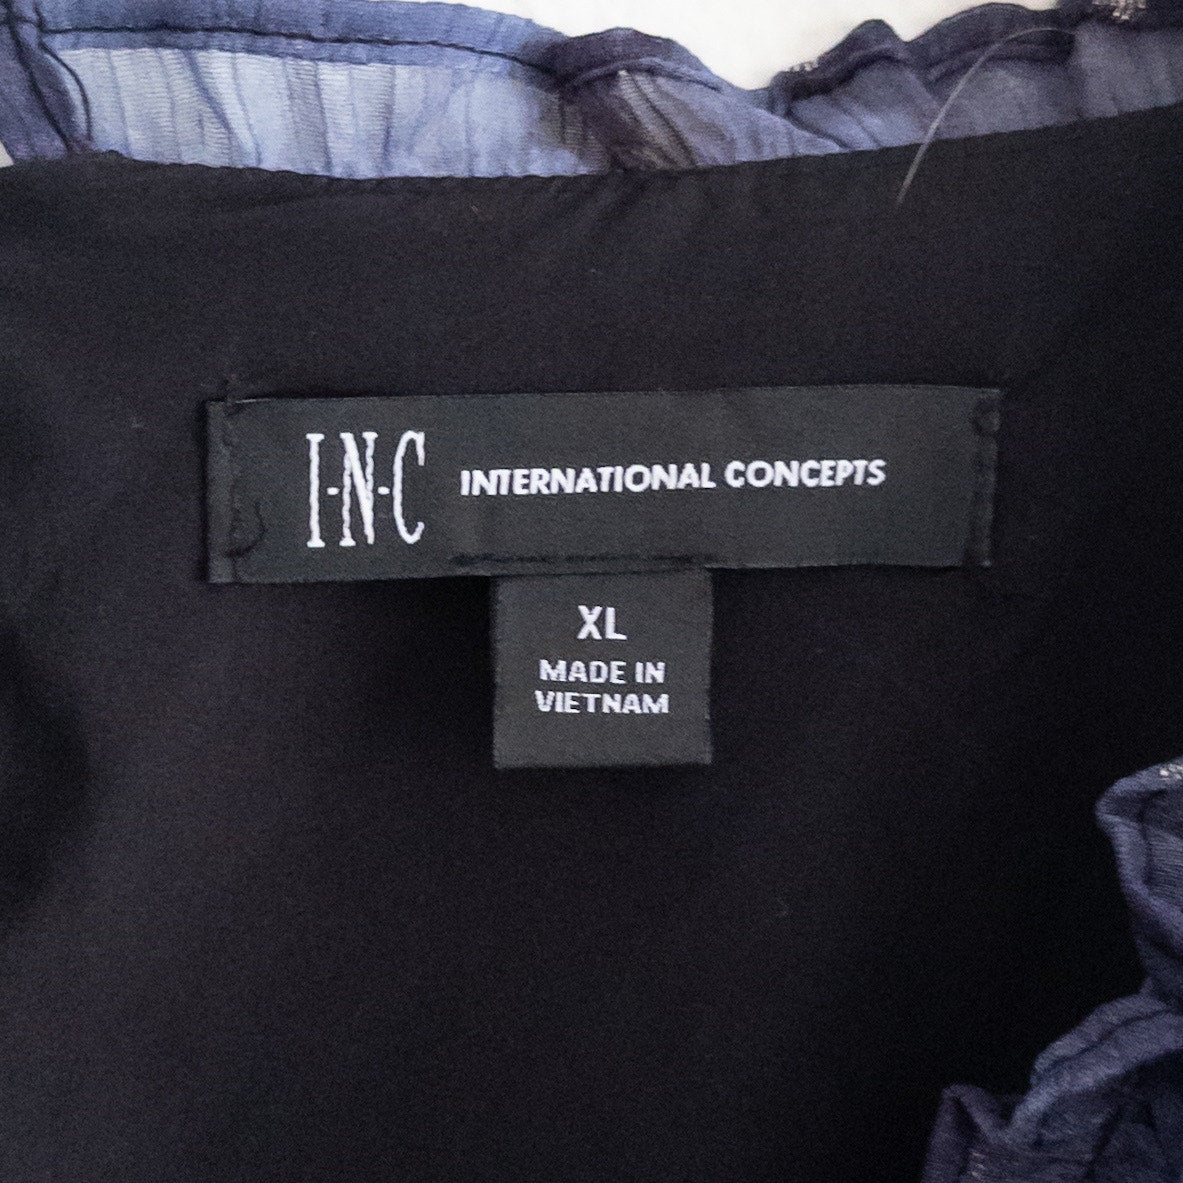 I·N·C INTERNATIONAL CONCEPTS
XL
MADE IN
VIETNAM